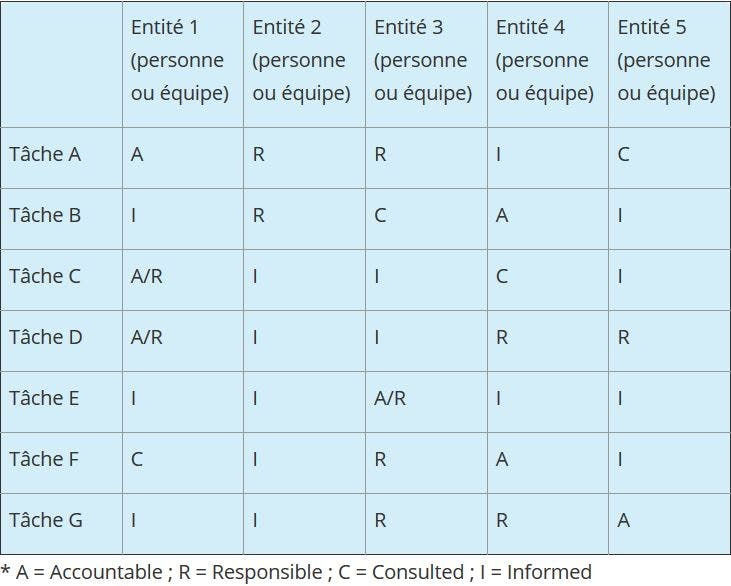 Entité 1 Entité 2 Entité 3 Entité 4 Entité 5
(personne (personne (personne (personne (personne
ou équipe) ou équipe) ou équipe) ou équipe) ou équipe)
Tâche A A R R I C
Tâche B I R C A I
Tâche C A/R I I C I
Tâche D A/R I I R R
Tâche E I I A/R I I
Tâche F C I R A I
Tâche G I I R R A
* A = Accountable ; R = Responsible ; C = Consulted ; I = Informed